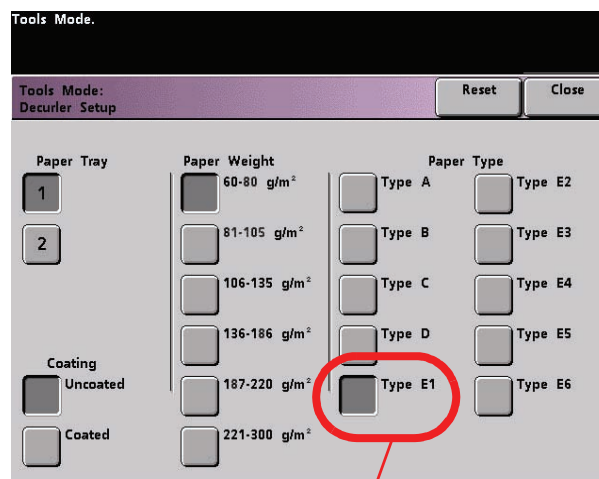 Tools Mode.
Tools Mode:
Decurler Setup
Reset
Close
Paper Tray
1
2
Coating
Uncoated
Coated
Paper Weight
60-80 g/m²
81-105 g/m²
106-135 g/m²
136-186 g/m²
187-220 g/m²
221-300 g/m²
Paper Type
Type A
Type B
Type C
Type D
Type E1
Type E2
Type E3
Type E4
Type E5
Type E6